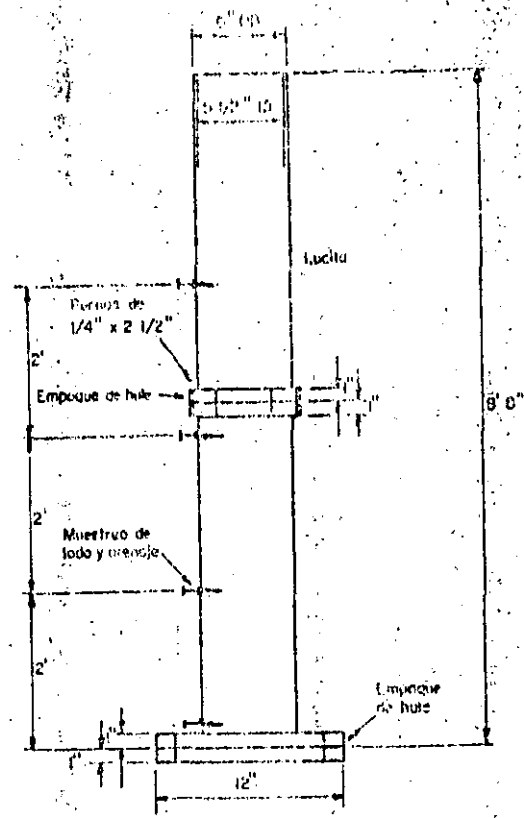 6" OD
5 1/2" ID
Lucita
Pernos de
1/4" x 2 1/2"
2'
Empaque de hule
1"
1"
8' 0"
2'
Muestreo de
lodo y drenaje
2'
Empaque
de hule
1"
1"
12"